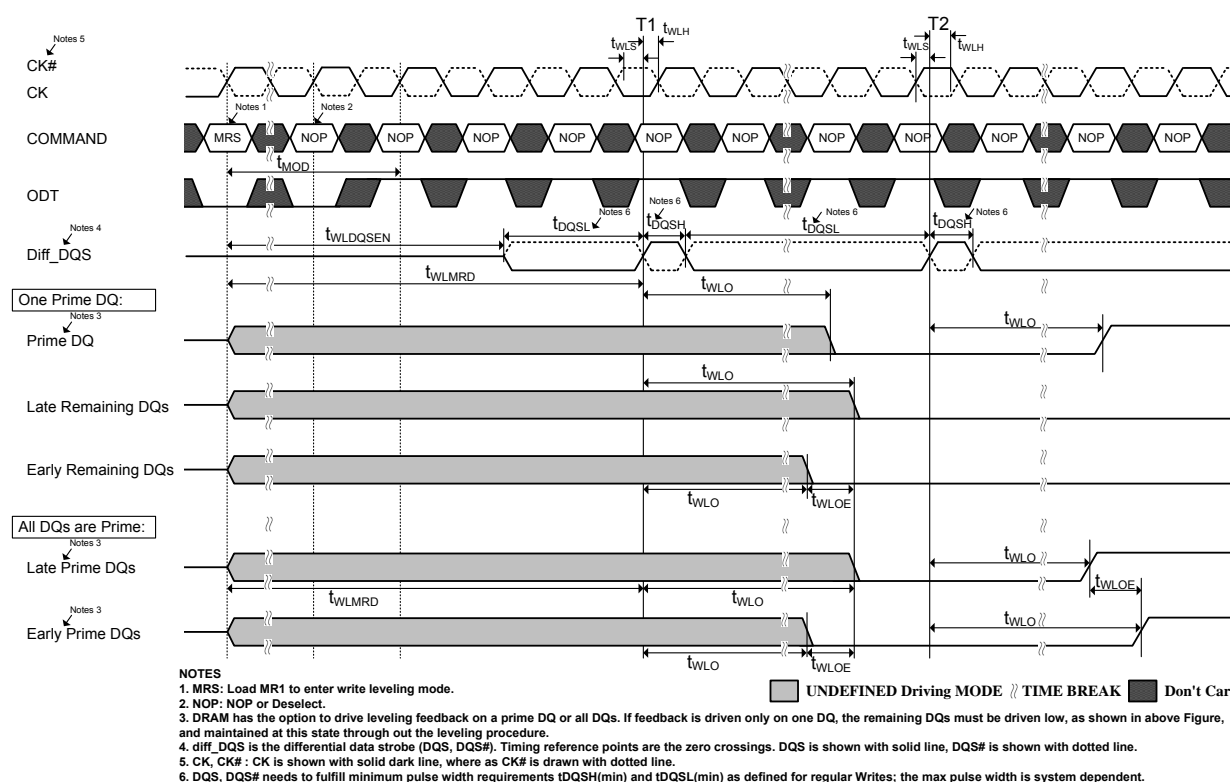 T1
T2
tWLS
tWLH
tWLS
tWLH
Notes 5
CK#
CK
Notes 1
Notes 2
COMMAND
MRS
NOP
NOP
NOP
NOP
NOP
NOP
NOP
NOP
NOP
NOP
NOP
tMOD
ODT
Notes 4
Diff_DQS
tWLDQSEN
tDQSL
Notes 6
tDQSH
Notes 6
tDQSL
Notes 6
tDQSH
Notes 6
tWLMRD
tWLO
One Prime DQ:
Notes 3
Prime DQ
tWLO
tWLO
Late Remaining DQs
Early Remaining DQs
tWLO
tWLOE
All DQs are Prime:
Notes 3
Late Prime DQs
tWLO
tWLOE
tWLMRD
tWLO
Notes 3
Early Prime DQs
tWLO
tWLO
tWLOE
NOTES
1. MRS: Load MR1 to enter write leveling mode.
UNDEFINED Driving MODE
TIME BREAK
Don't Car
2. NOP: NOP or Deselect.
3. DRAM has the option to drive leveling feedback on a prime DQ or all DQs. If feedback is driven only on one DQ, the remaining DQs must be driven low, as shown in above Figure,
and maintained at this state through out the leveling procedure.
4. diff_DQS is the differential data strobe (DQS, DQS#). Timing reference points are the zero crossings. DQS is shown with solid line, DQS# is shown with dotted line.
5. CK, CK# : CK is shown with solid dark line, where as CK# is drawn with dotted line.
6. DQS, DQS# needs to fulfill minimum pulse width requirements tDQSH(min) and tDQSL(min) as defined for regular Writes; the max pulse width is system dependent.